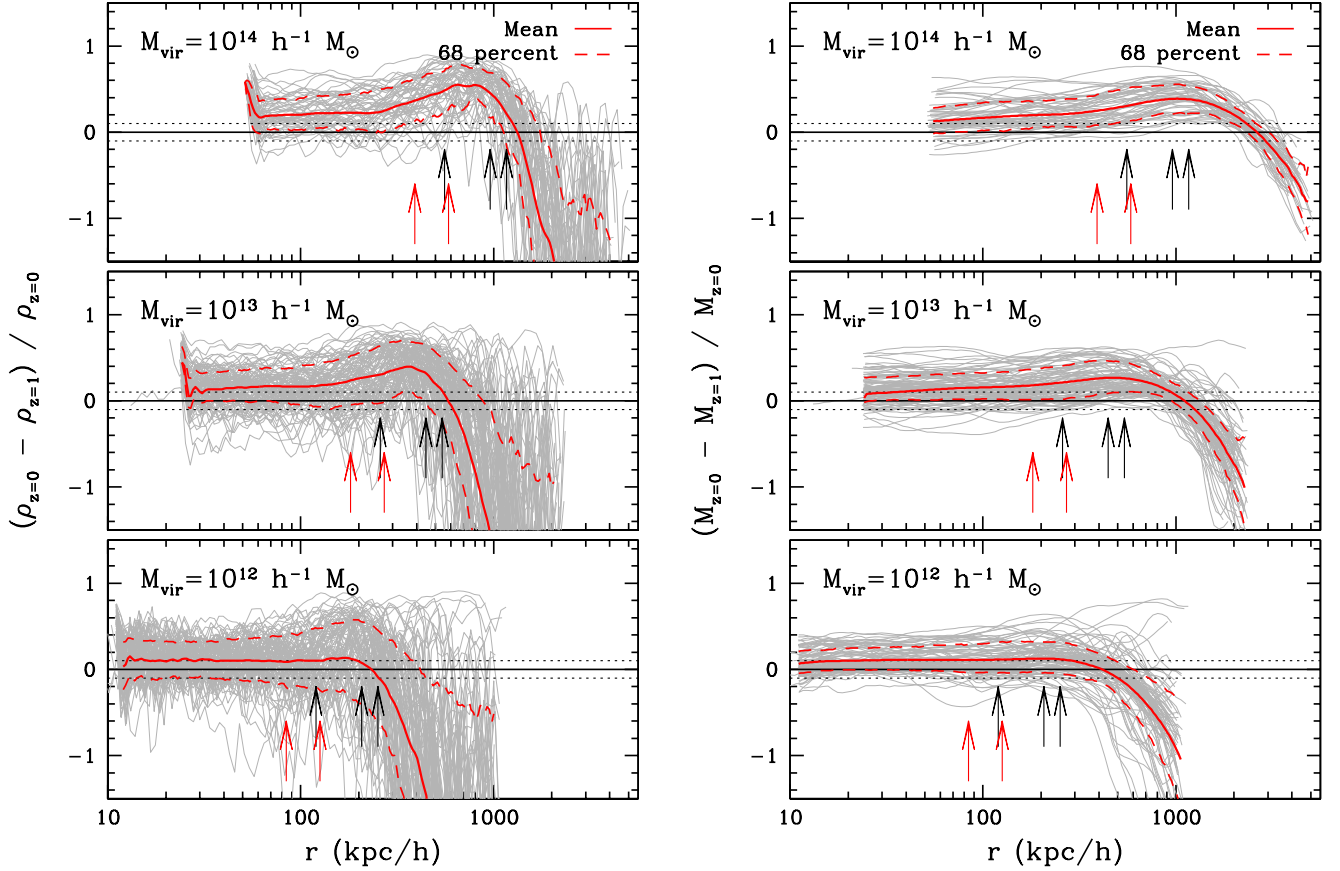 M_vir=10^14 h^−1 M_⊙
Mean
68 percent
1
0
−1
M_vir=10^13 h^−1 M_⊙
1
0
−1
M_vir=10^12 h^−1 M_⊙
1
0
−1
(ρ_z=0 − ρ_z=1) / ρ_z=0
10
100
1000
r (kpc/h)
M_vir=10^14 h^−1 M_⊙
Mean
68 percent
1
0
−1
M_vir=10^13 h^−1 M_⊙
1
0
−1
M_vir=10^12 h^−1 M_⊙
1
0
−1
(M_z=0 − M_z=1) / M_z=0
10
100
1000
r (kpc/h)